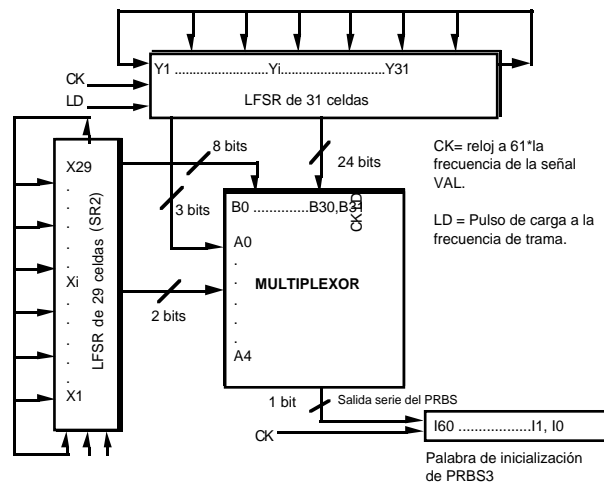 Y1 .......................Yi..........................Y31
LFSR de 31 celdas
CK
LD
X29
.
.
.
.
Xi
.
.
.
.
.
X1
LFSR de 29 celdas (SR2)
8 bits
24 bits
3 bits
2 bits
B0 ..............B30,B31
CK
LD
A0
.
.
.
.
.
.
A4
MULTIPLEXOR
CK= reloj a 61*la
frecuencia de la señal
VAL.
LD = Pulso de carga a la
frecuencia de trama.
1 bit
Salida serie del PRBS
CK
I60 ..................I1, I0
Palabra de inicialización
de PRBS3